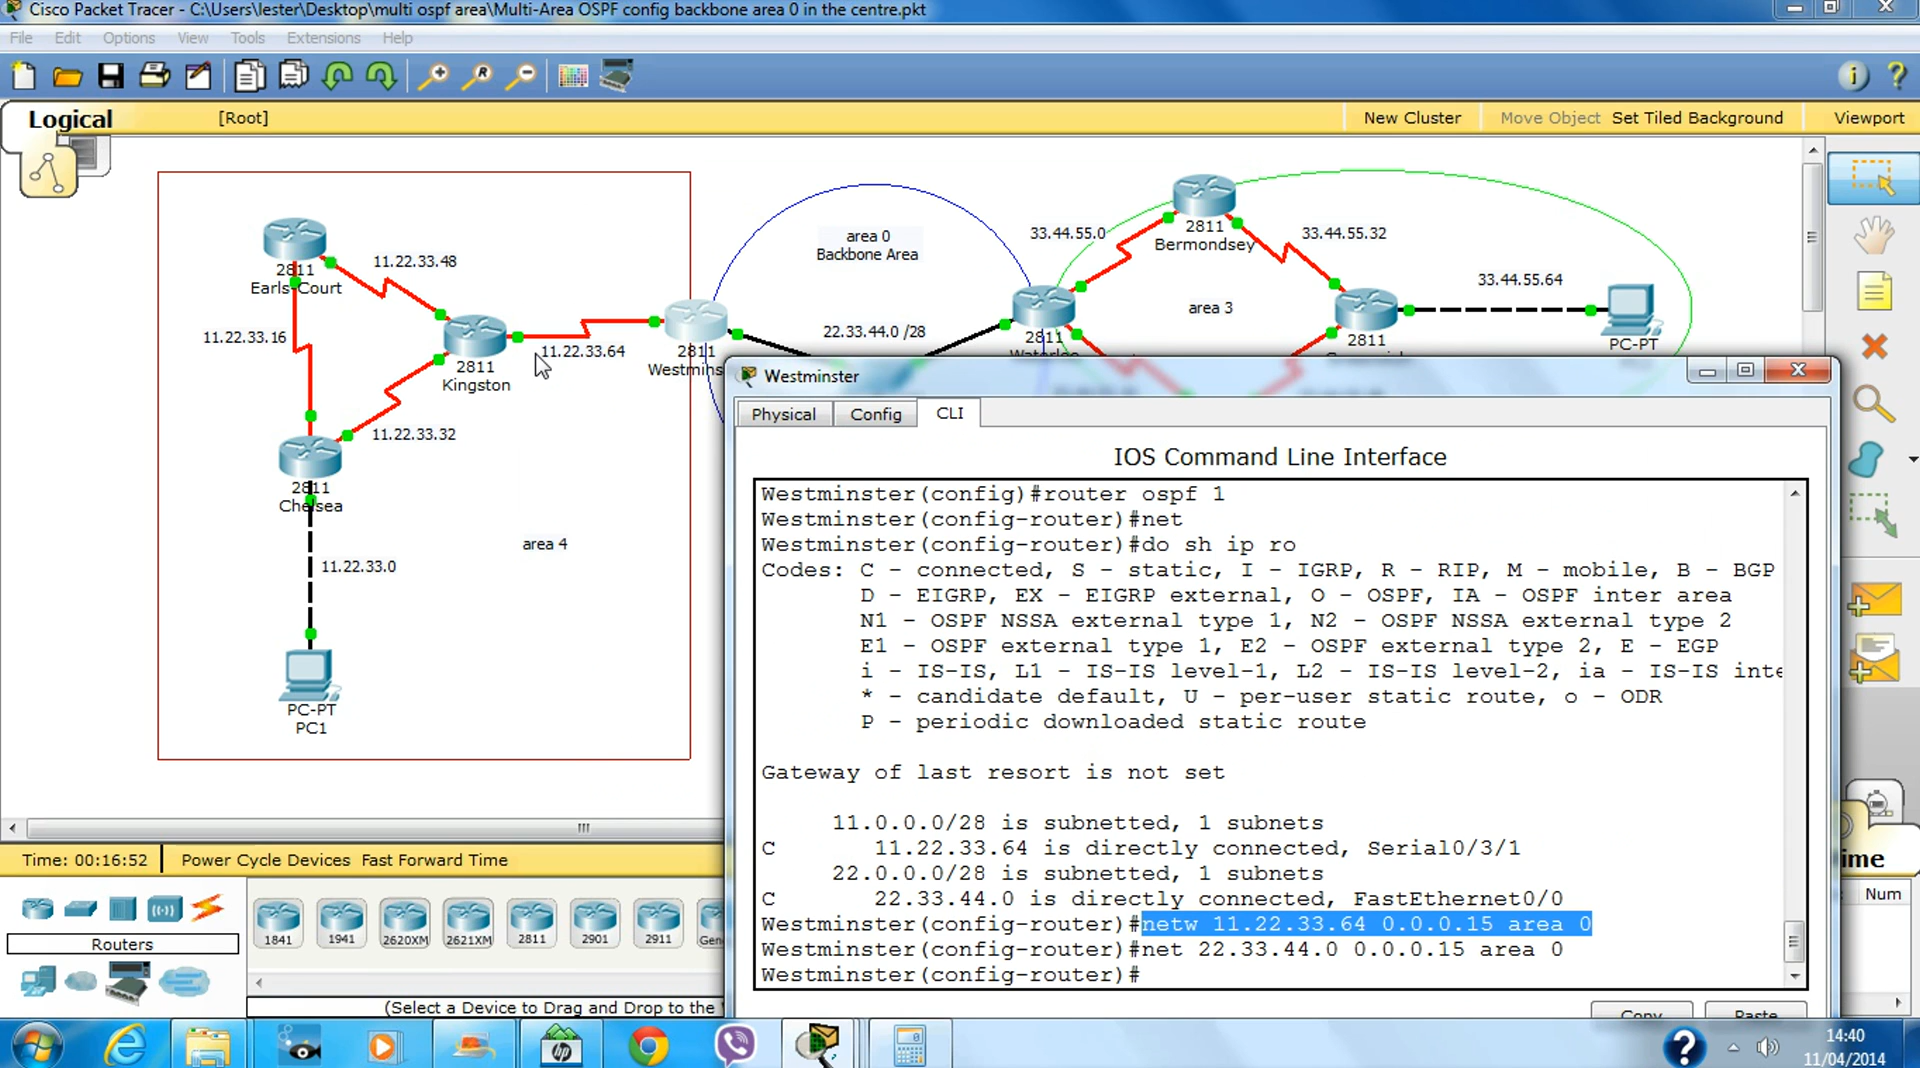 Cisco Packet Tracer - C:\Users\lester\Desktop\multi ospf area\Multi-Area OSPF config backbone area 0 in the centre.pkt
File Edit Options View Tools Extensions Help
Logical [Root] New Cluster Move Object Set Tiled Background Viewport
area 0
Backbone Area
2811
Earls-Court
11.22.33.48
11.22.33.16
2811
Kingston
11.22.33.64
11.22.33.32
2811
Chelsea
11.22.33.0
area 4
PC-PT
PC1
2811
22.33.44.0 /28
2811
33.44.55.0
2811
Bermondsey
33.44.55.32
area 3
33.44.55.64
2811
PC-PT
Westminster
Physical Config CLI
IOS Command Line Interface
Westminster(config)#router ospf 1
Westminster(config-router)#net
Westminster(config-router)#do sh ip ro
Codes: C - connected, S - static, I - IGRP, R - RIP, M - mobile, B - BGP
D - EIGRP, EX - EIGRP external, O - OSPF, IA - OSPF inter area
N1 - OSPF NSSA external type 1, N2 - OSPF NSSA external type 2
E1 - OSPF external type 1, E2 - OSPF external type 2, E - EGP
i - IS-IS, L1 - IS-IS level-1, L2 - IS-IS level-2, ia - IS-IS inte
* - candidate default, U - per-user static route, o - ODR
P - periodic downloaded static route
Gateway of last resort is not set
11.0.0.0/28 is subnetted, 1 subnets
C 11.22.33.64 is directly connected, Serial0/3/1
22.0.0.0/28 is subnetted, 1 subnets
C 22.33.44.0 is directly connected, FastEthernet0/0
Westminster(config-router)#netw 11.22.33.64 0.0.0.15 area 0
Westminster(config-router)#net 22.33.44.0 0.0.0.15 area 0
Westminster(config-router)#
Copy Paste
Time: 00:16:52 Power Cycle Devices Fast Forward Time
ime
Num
1841 1941 2620XM 2621XM 2811 2901 2911 Gen
Routers
(Select a Device to Drag and Drop to the
14:40
11/04/2014